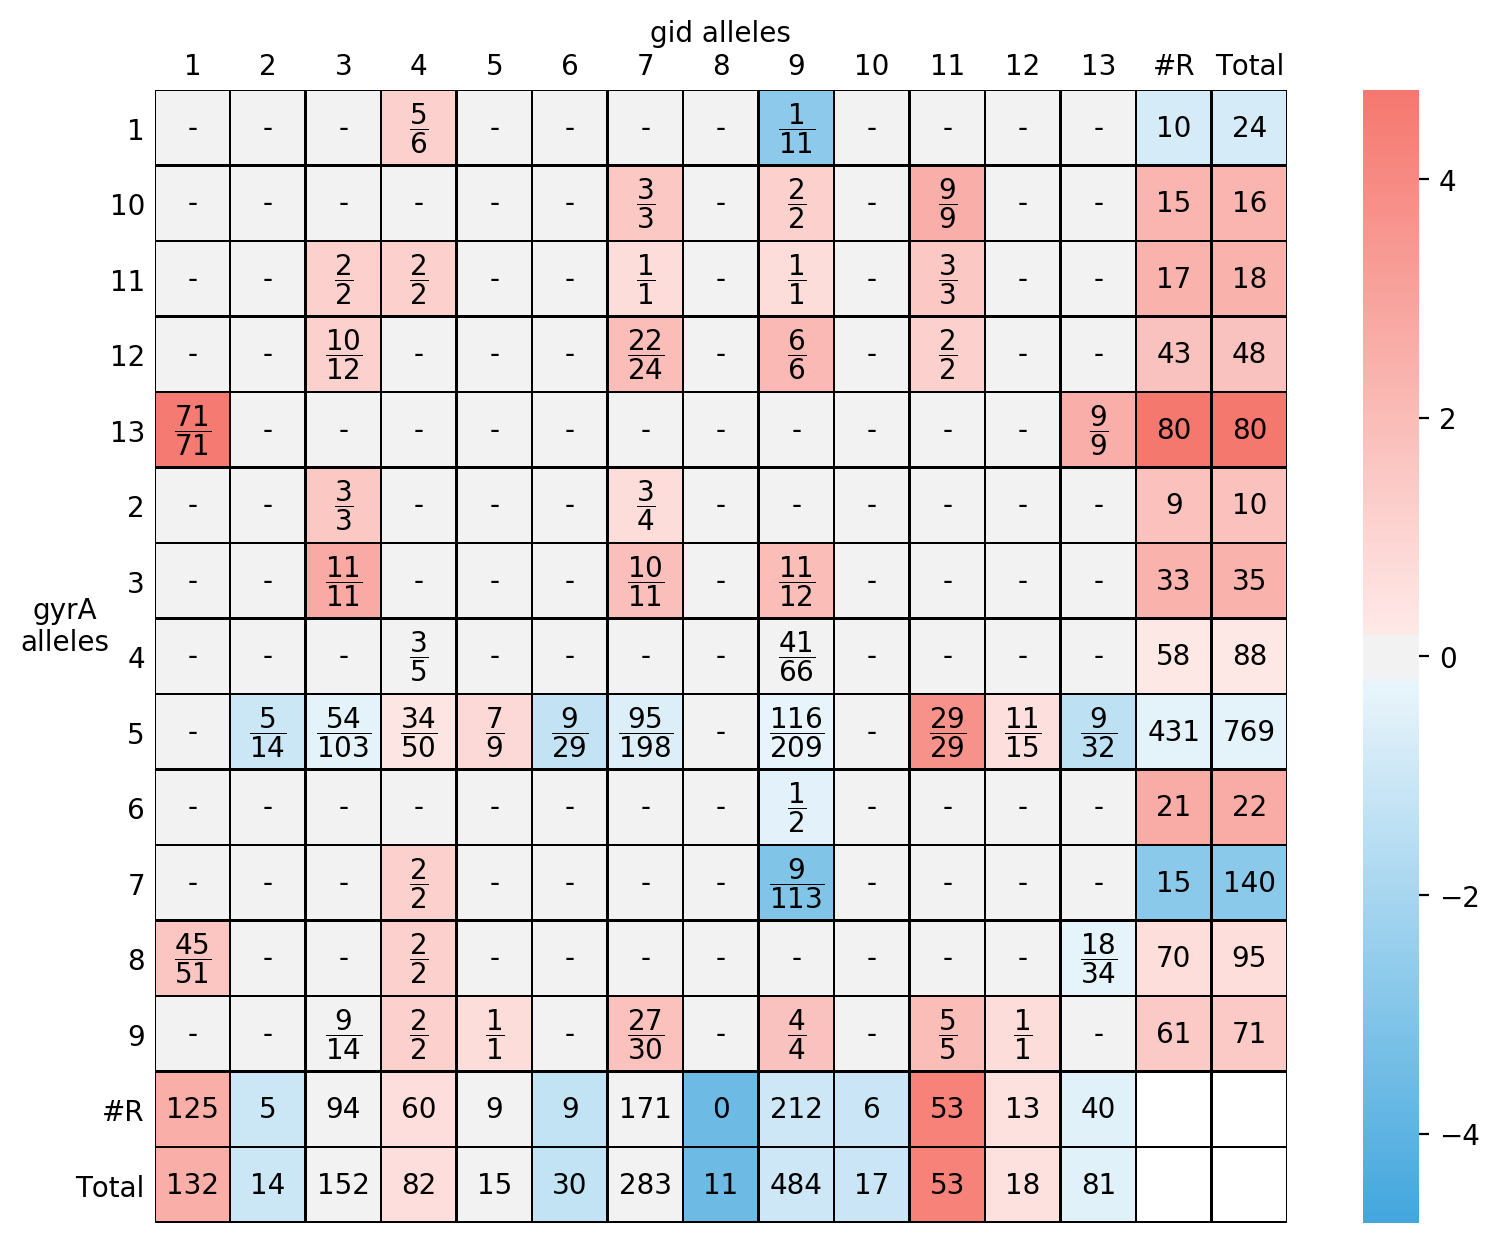 gid alleles
1 2 3 4 5 6 7 8 9 10 11 12 13 #R Total
1 - - - 5/6 - - - - 1/11 - - - - 10 24
10 - - - - - - 3/3 - 2/2 - 9/9 - - 15 16
11 - - 2/2 2/2 - - 1/1 - 1/1 - 3/3 - - 17 18
12 - - 10/12 - - - 22/24 - 6/6 - 2/2 - - 43 48
13 71/71 - - - - - - - - - - - 9/9 80 80
2 - - 3/3 - - - 3/4 - - - - - - 9 10
3 - - 11/11 - - - 10/11 - 11/12 - - - - 33 35
gyrA
alleles
4 - - - 3/5 - - - - 41/66 - - - - 58 88
5 - 5/14 54/103 34/50 7/9 9/29 95/198 - 116/209 - 29/29 11/15 9/32 431 769
6 - - - - - - - - 1/2 - - - - 21 22
7 - - - 2/2 - - - - 9/113 - - - - 15 140
8 45/51 - - 2/2 - - - - - - - - 18/34 70 95
9 - - 9/14 2/2 1/1 - 27/30 - 4/4 - 5/5 1/1 - 61 71
#R 125 5 94 60 9 9 171 0 212 6 53 13 40
Total 132 14 152 82 15 30 283 11 484 17 53 18 81
4
2
0
−2
−4